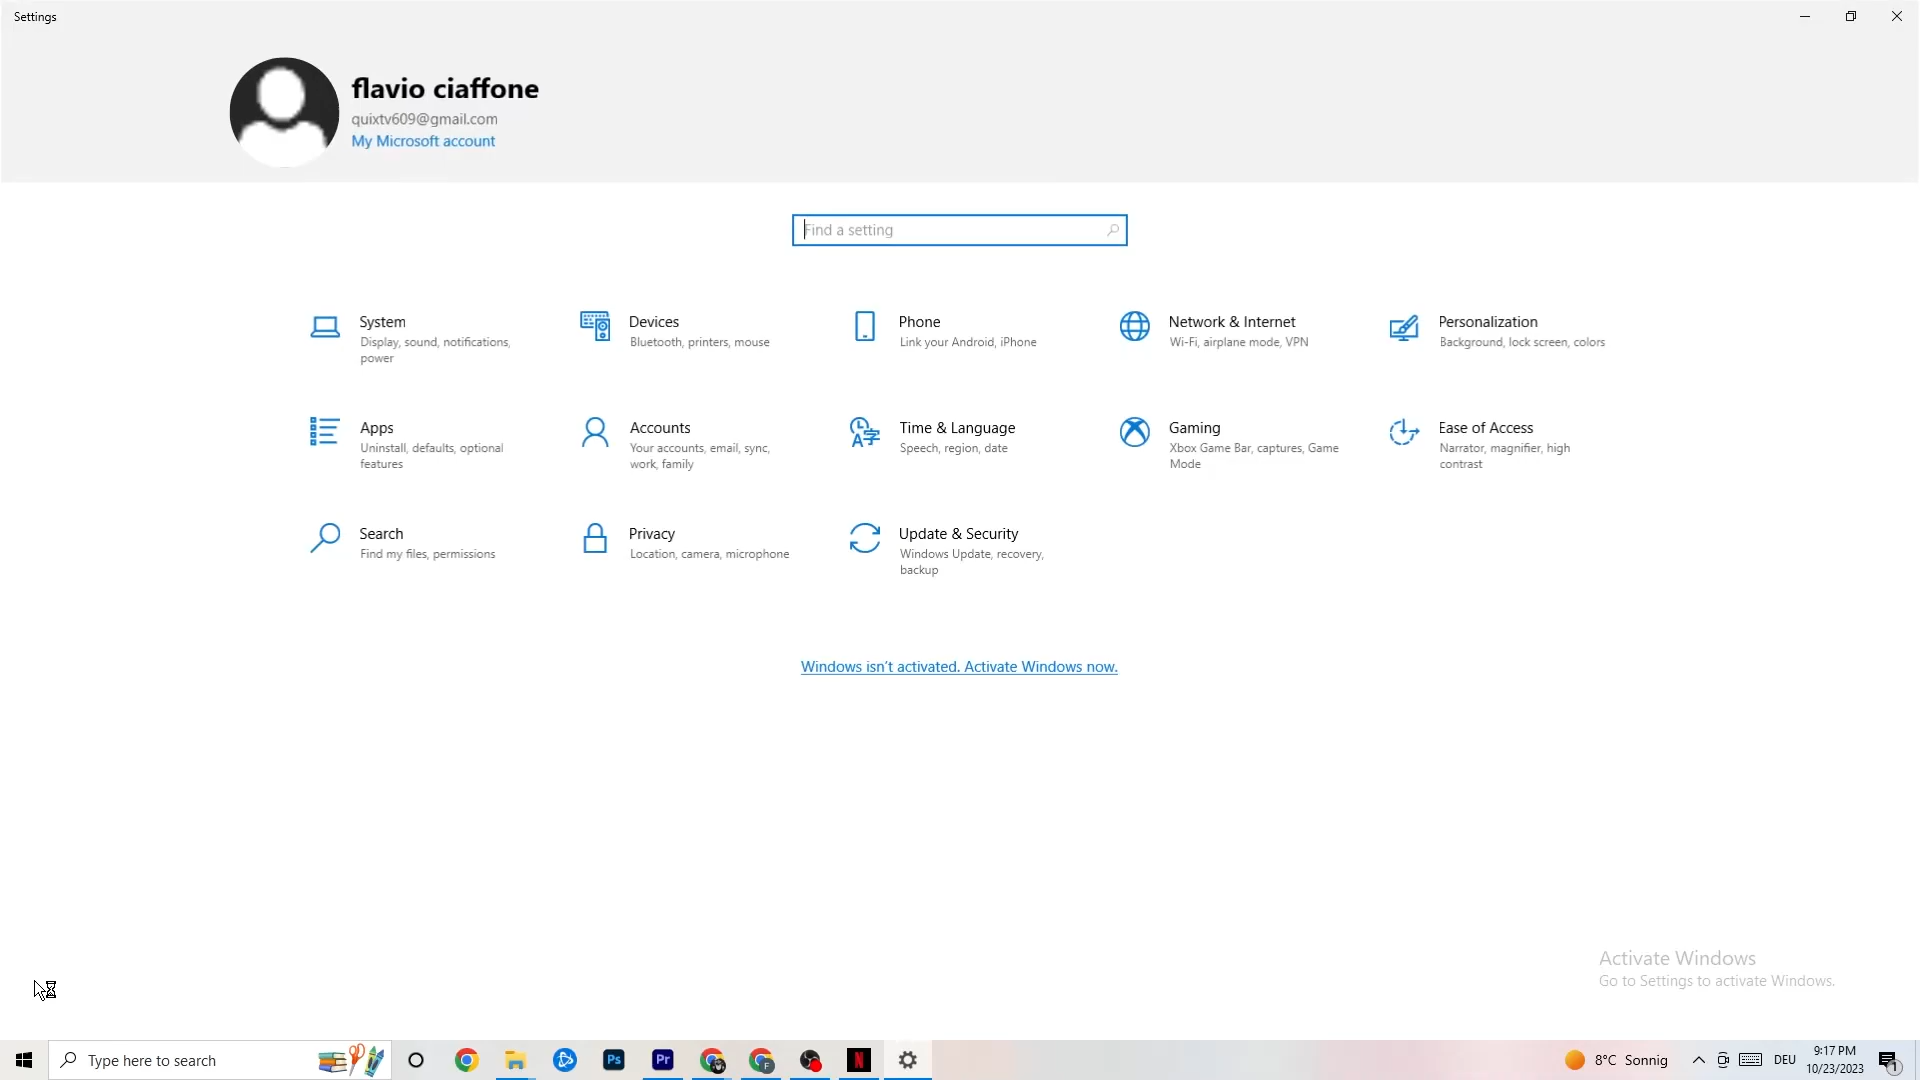 Settings
flavio ciaffone
quixtv609@gmail.com
My Microsoft account
Find a setting
System
Display, sound, notifications,
power
Devices
Bluetooth, printers, mouse
Phone
Link your Android, iPhone
Network & Internet
Wi-Fi, airplane mode, VPN
Personalization
Background, lock screen, colors
Apps
Uninstall, defaults, optional
features
Accounts
Your accounts, email, sync,
work, family
Time & Language
Speech, region, date
Gaming
Xbox Game Bar, captures, Game
Mode
Ease of Access
Narrator, magnifier, high
contrast
Search
Find my files, permissions
Privacy
Location, camera, microphone
Update & Security
Windows Update, recovery,
backup
Windows isn't activated. Activate Windows now.
Activate Windows
Go to Settings to activate Windows.
Type here to search
Ps
Pr
F
N
8°C Sonnig
DEU
9:17 PM
10/23/2023
1